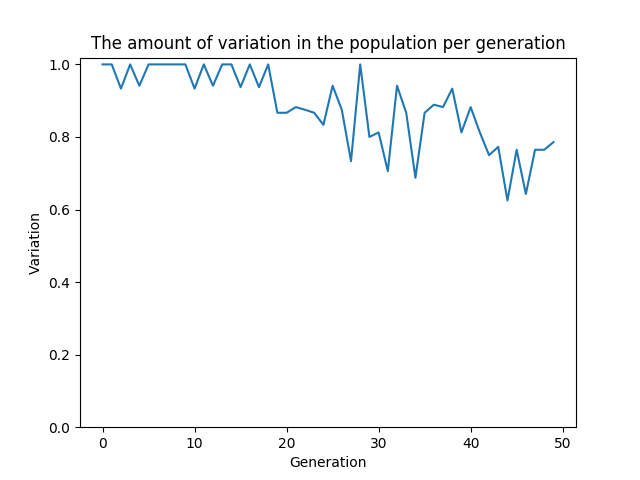 The amount of variation in the population per generation
1.0
0.8
0.6
0.4
0.2
0.0
Variation
0 10 20 30 40 50
Generation